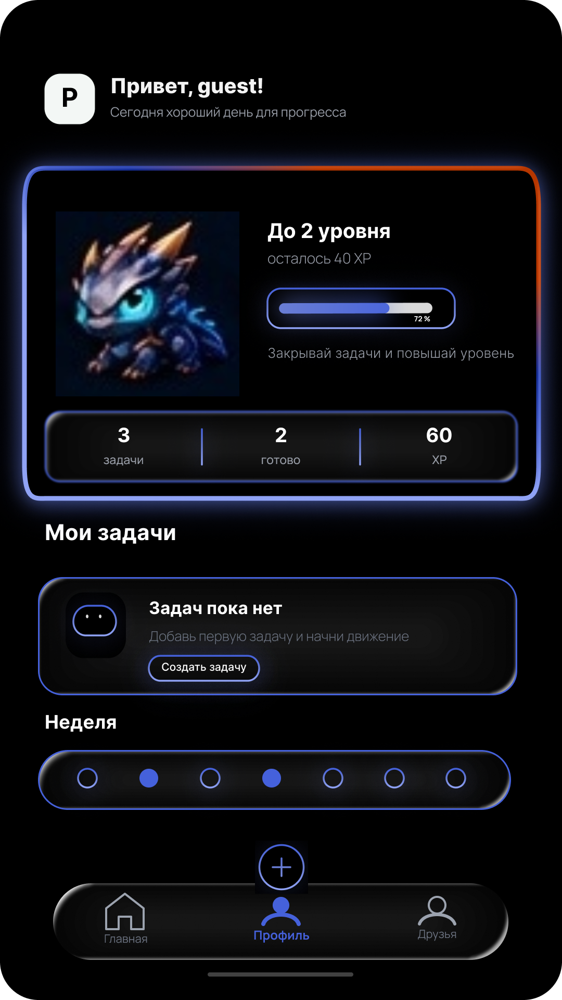 P
Привет, guest!
Сегодня хороший день для прогресса
До 2 уровня
осталось 40 XP
72 %
Закрывай задачи и повышай уровень
3
задачи
2
готово
60
XP
Мои задачи
Задач пока нет
Добавь первую задачу и начни движение
Создать задачу
Неделя
Главная
Профиль
Друзья